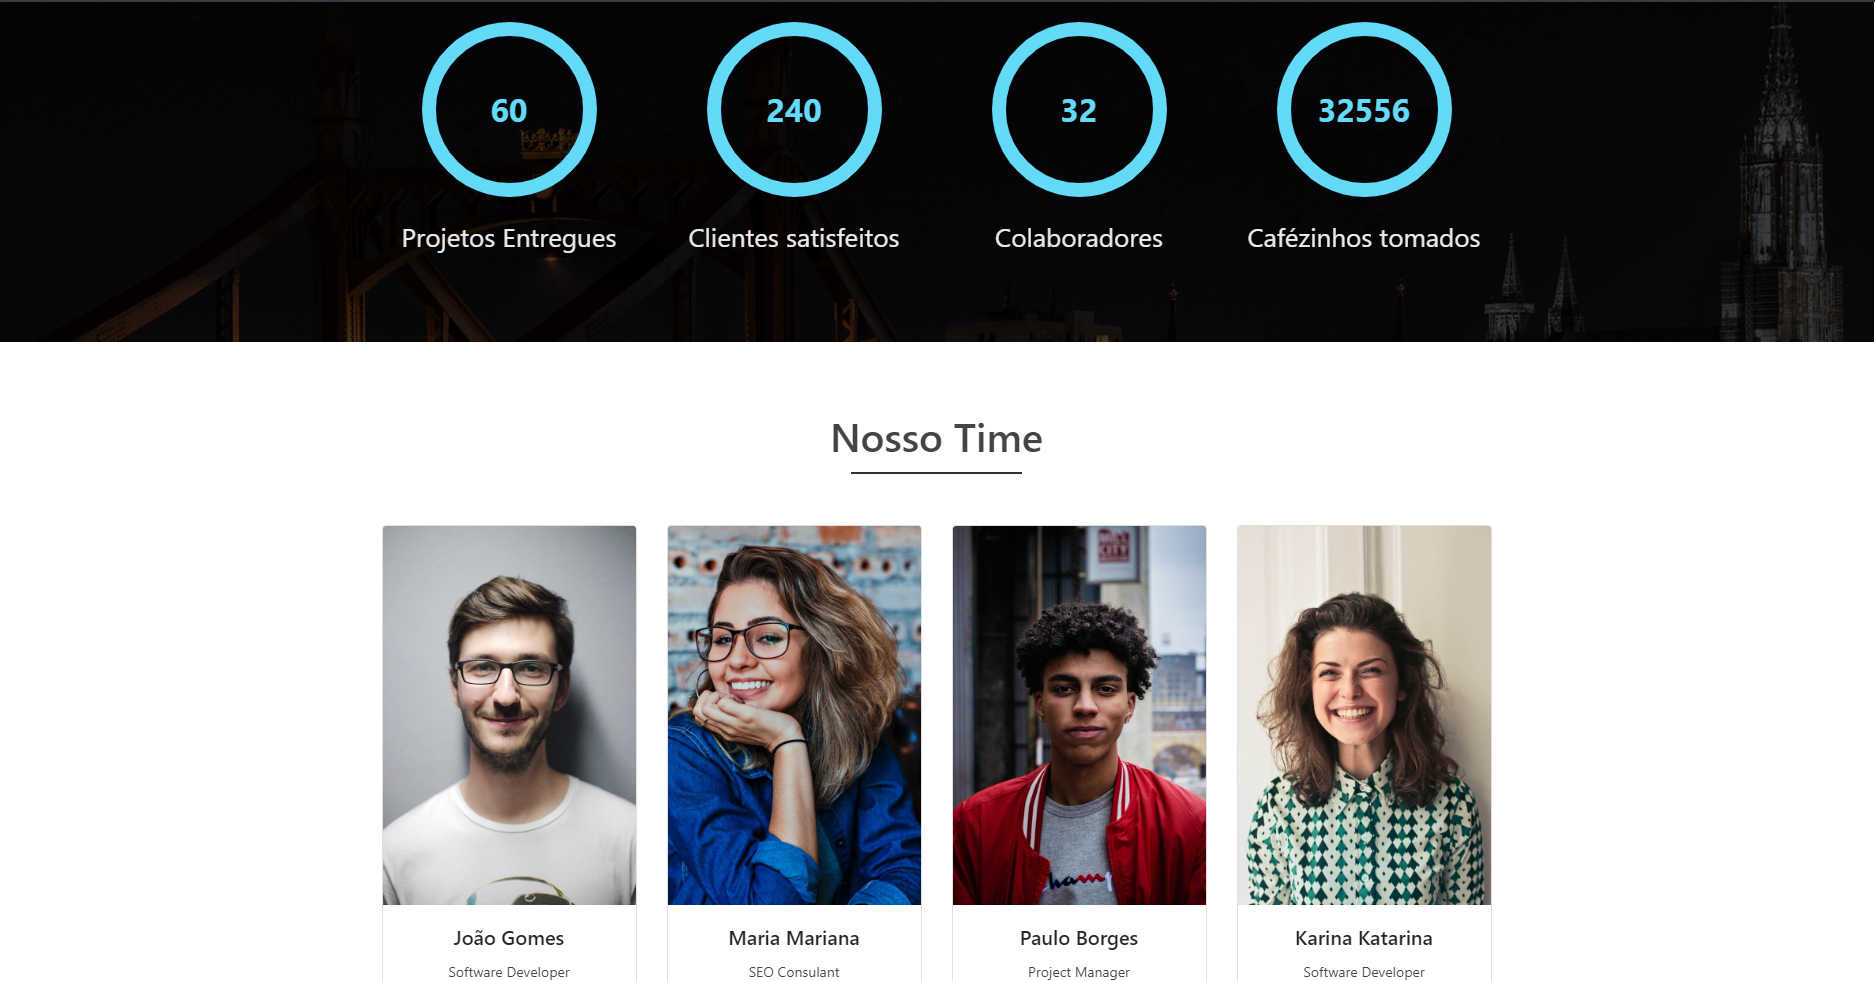 60
240
32
32556
Projetos Entregues
Clientes satisfeitos
Colaboradores
Cafézinhos tomados
Nosso Time
CITY
João Gomes
Maria Mariana
Paulo Borges
Karina Katarina
Software Developer
SEO Consulant
Project Manager
Software Developer